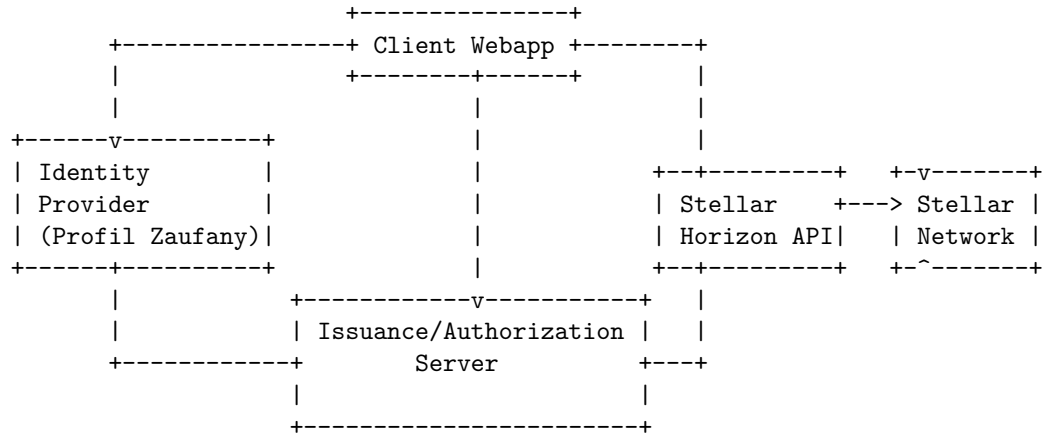 Client Webapp
Identity
Provider
(Profil Zaufany)
Stellar
Horizon API
Stellar
Network
Issuance/Authorization
Server